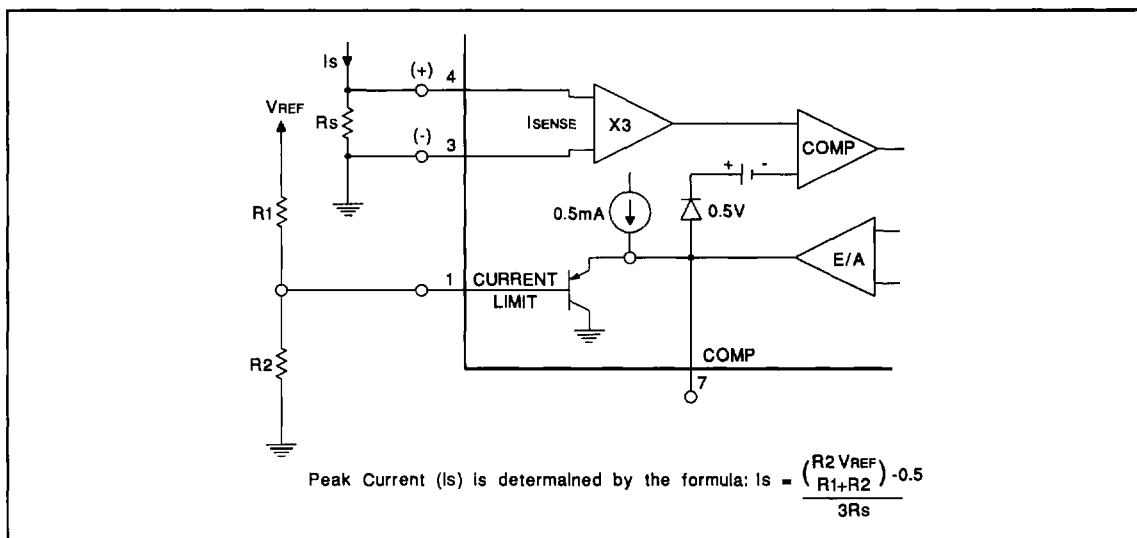 Is
(+)
4
VREF
Rs
ISENSE
X3
(-)
3
COMP
+ -
R1
0.5mA
0.5V
E/A
1
CURRENT
LIMIT
R2
COMP
7
Peak Current (Is) is determained by the formula: Is = (R2 VREF
R1+R2) -0.5
3Rs